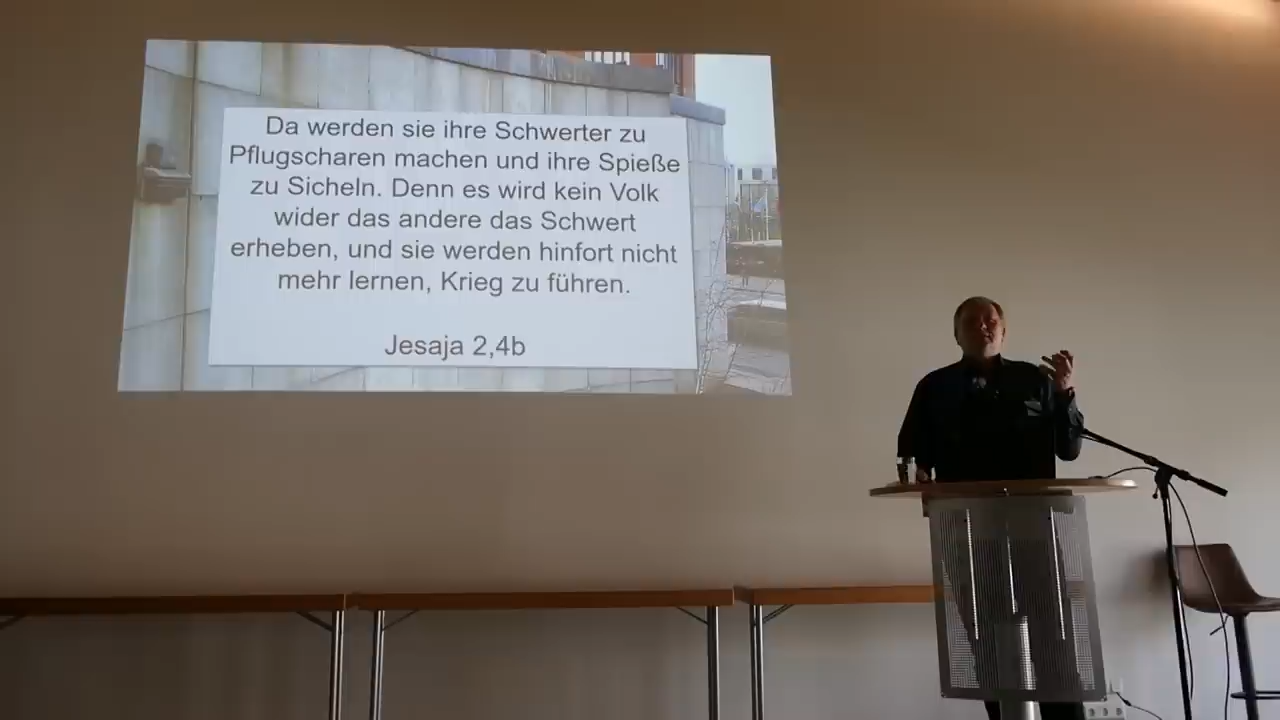 Da werden sie ihre Schwerter zu
Pflugscharen machen und ihre Spieße
zu Sicheln. Denn es wird kein Volk
wider das andere das Schwert
erheben, und sie werden hinfort nicht
mehr lernen, Krieg zu führen.
Jesaja 2,4b